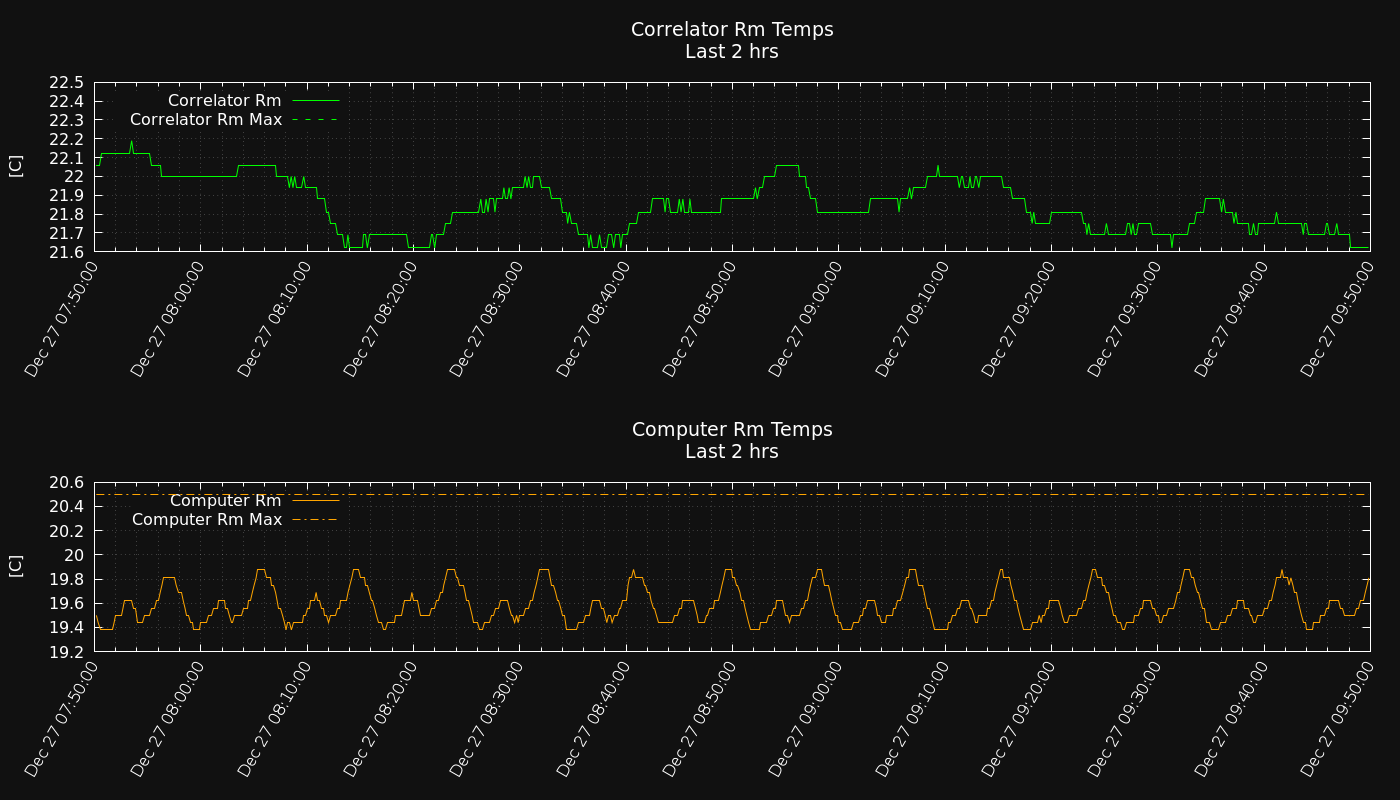 Correlator Rm Temps
Last 2 hrs
[C]
22.5
22.4
22.3
22.2
22.1
22
21.9
21.8
21.7
21.6
Correlator Rm
Correlator Rm Max
Dec 27 07:50:00
Dec 27 08:00:00
Dec 27 08:10:00
Dec 27 08:20:00
Dec 27 08:30:00
Dec 27 08:40:00
Dec 27 08:50:00
Dec 27 09:00:00
Dec 27 09:10:00
Dec 27 09:20:00
Dec 27 09:30:00
Dec 27 09:40:00
Dec 27 09:50:00
Computer Rm Temps
Last 2 hrs
[C]
20.6
20.4
20.2
20
19.8
19.6
19.4
19.2
Computer Rm
Computer Rm Max
Dec 27 07:50:00
Dec 27 08:00:00
Dec 27 08:10:00
Dec 27 08:20:00
Dec 27 08:30:00
Dec 27 08:40:00
Dec 27 08:50:00
Dec 27 09:00:00
Dec 27 09:10:00
Dec 27 09:20:00
Dec 27 09:30:00
Dec 27 09:40:00
Dec 27 09:50:00